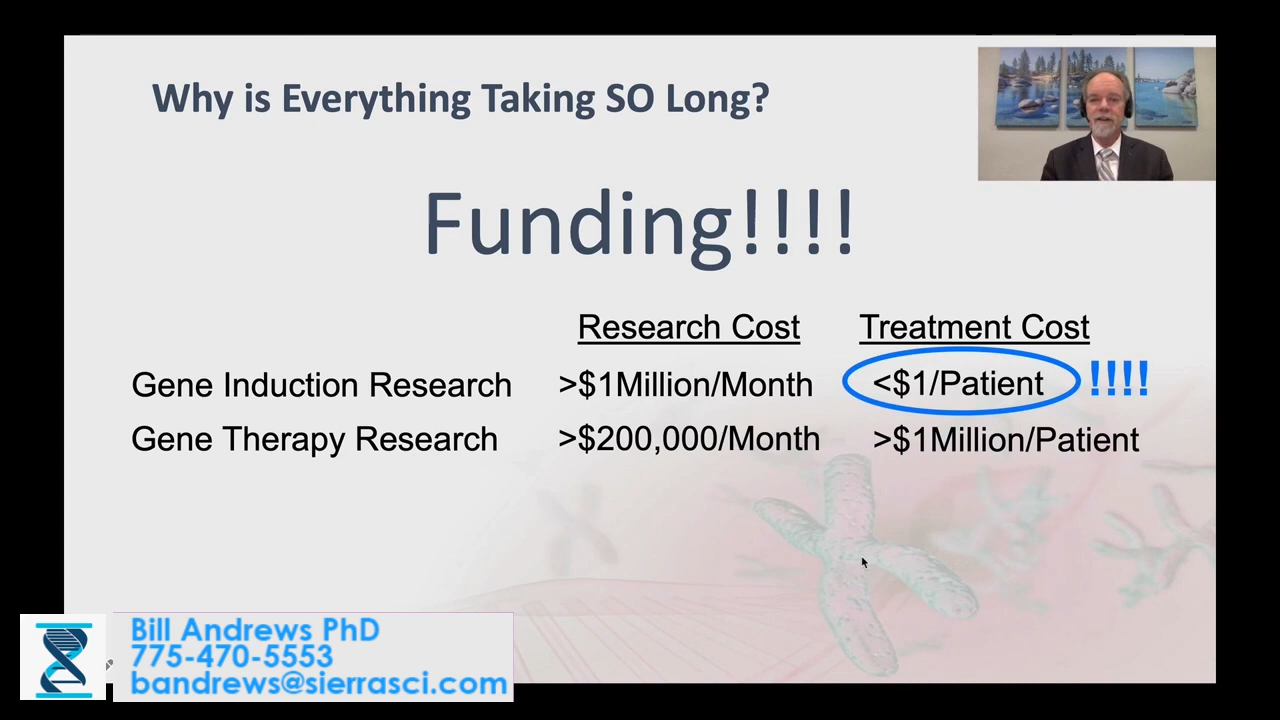 Why is Everything Taking SO Long?
Funding!!!!
Research Cost Treatment Cost
Gene Induction Research >$1Million/Month <$1/Patient !!!!
Gene Therapy Research >$200,000/Month >$1Million/Patient
Bill Andrews PhD
775-470-5553
bandrews@sierrasci.com